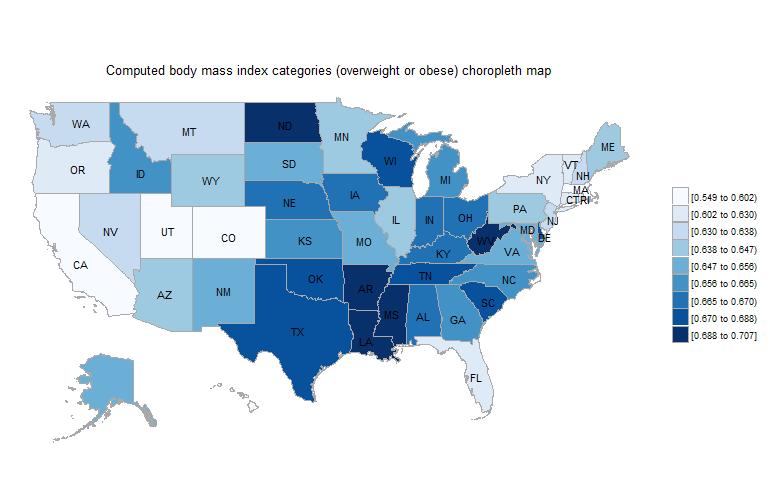 Computed body mass index categories (overweight or obese) choropleth map
WA
MT
ND
MN
ME
OR
ID
SD
WI
MI
VT
NH
NY
MA
WY
CTRI
NE
IA
PA
NJ
NV
UT
CO
IL
IN
OH
MD
DE
CA
KS
MO
WV
VA
KY
AZ
NM
OK
AR
TN
NC
SC
TX
LA
MS
AL
GA
FL
[0.549 to 0.602)
[0.602 to 0.630)
[0.630 to 0.638)
[0.638 to 0.647)
[0.647 to 0.656)
[0.656 to 0.665)
[0.665 to 0.670)
[0.670 to 0.688)
[0.688 to 0.707]